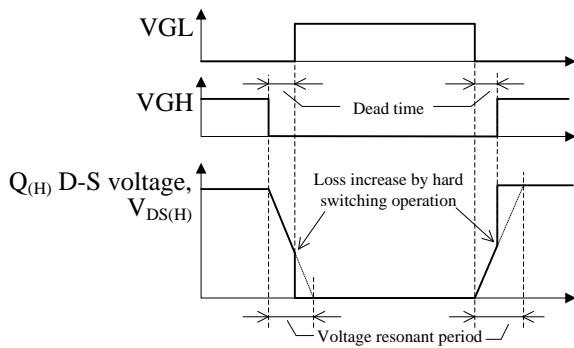 VGL
VGH
Dead time
Q(H) D-S voltage,
VDS(H)
Loss increase by hard
switching operation
Voltage resonant period